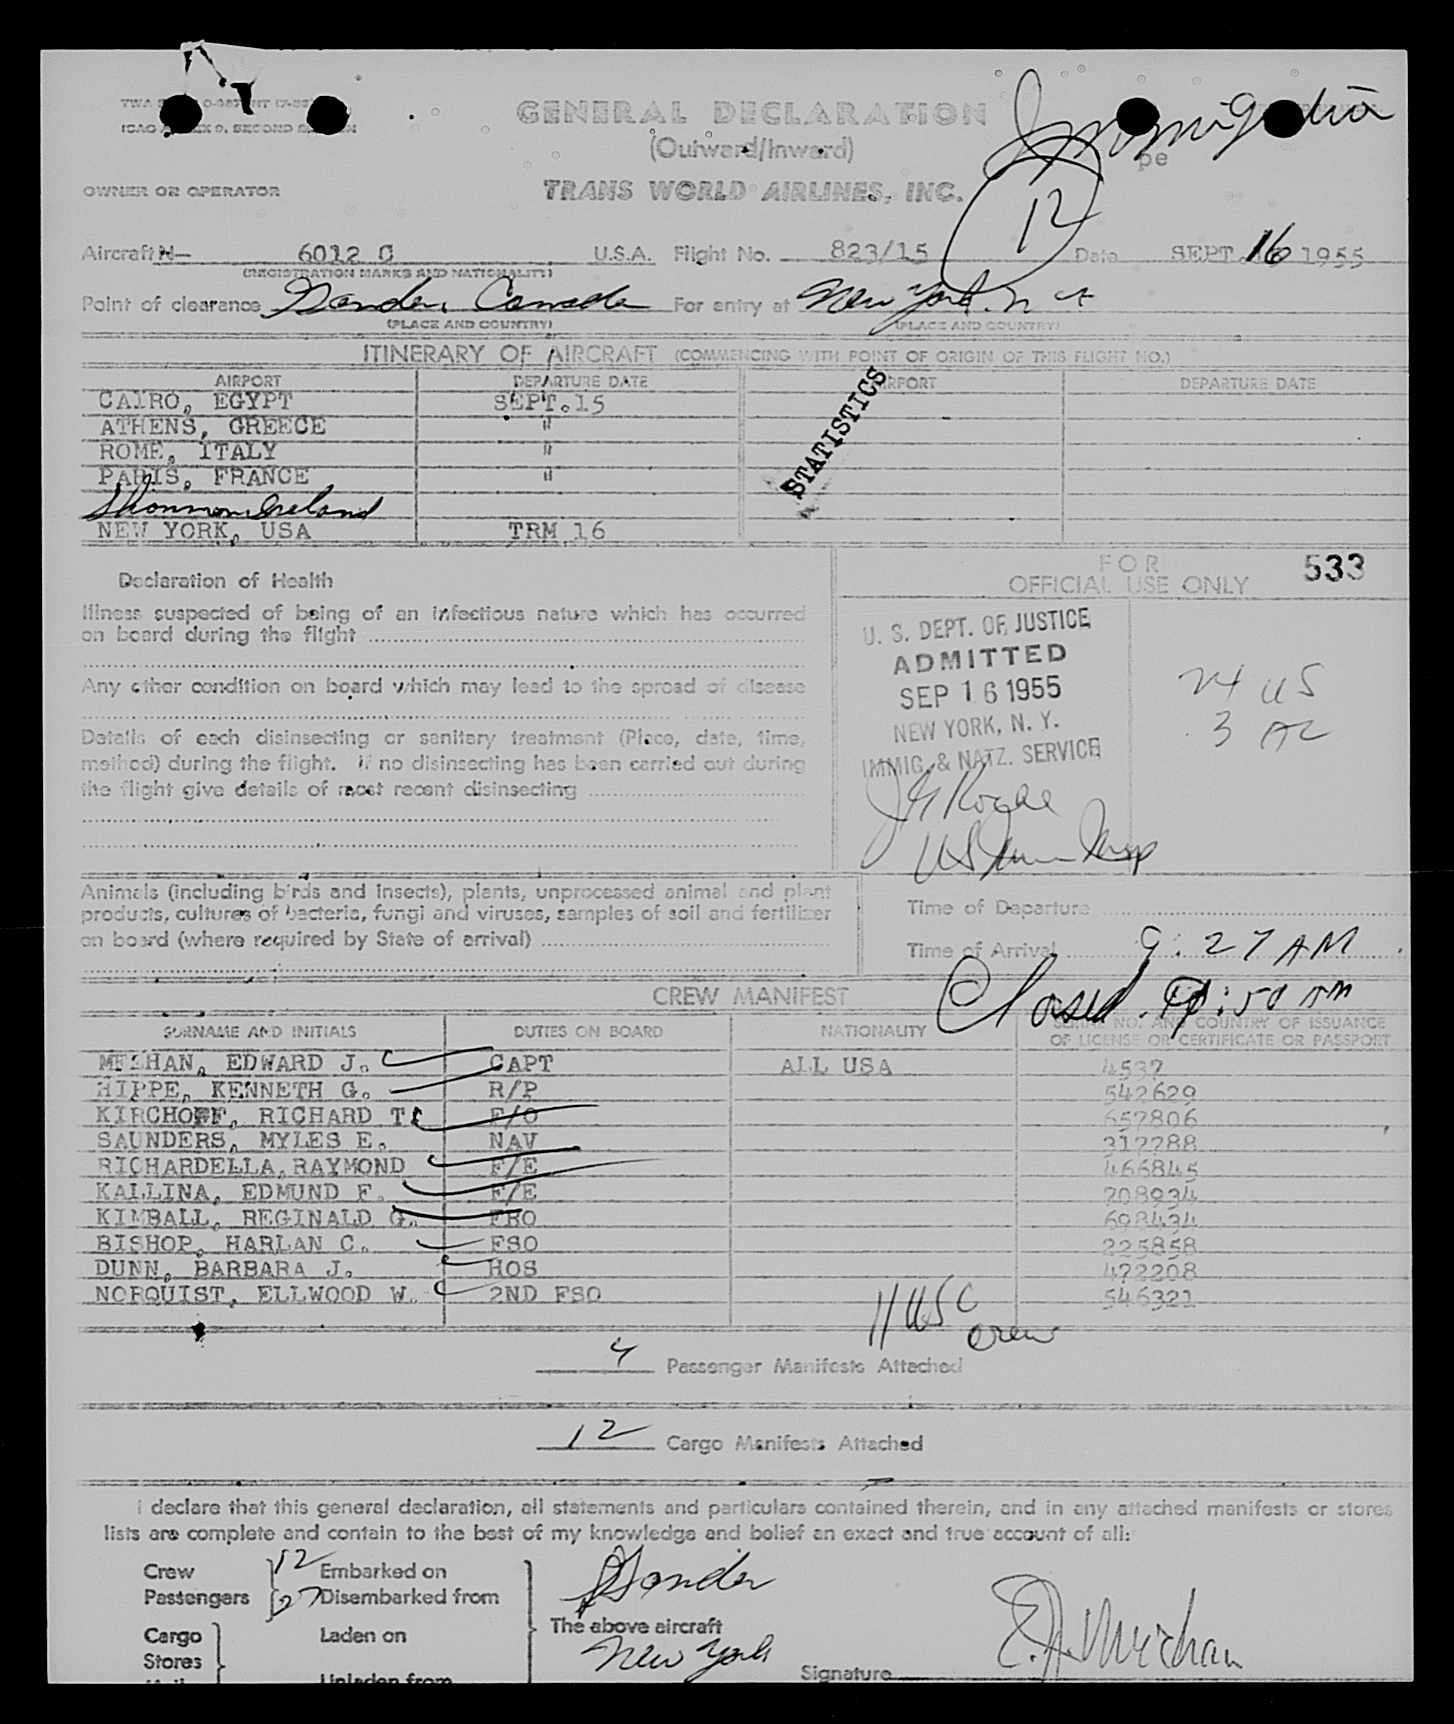 GENERAL DECLARATION
(Outward/Inward)
Immigration
pe
OWNER OR OPERATOR TRANS WORLD AIRLINES, INC.
12
Aircraft N- 6012 C U.S.A. Flight No. 823/15 Date SEPT. 16 1955
(REGISTRATION MARKS AND NATIONALITY)
Point of clearance Gander, Canada For entry at New York. N Y
(PLACE AND COUNTRY) (PLACE AND COUNTRY)
ITINERARY OF AIRCRAFT (COMMENCING WITH POINT OF ORIGIN OF THIS FLIGHT NO.)
AIRPORT DEPARTURE DATE AIRPORT DEPARTURE DATE
CAIRO, EGYPT SEPT.15
ATHENS, GREECE "
ROME, ITALY "
PARIS, FRANCE "
Shannon Ireland
NEW YORK, USA TRM 16
STATISTICS
Declaration of Health
Illness suspected of being of an infectious nature which has occurred
on board during the flight
Any other condition on board which may lead to the spread of disease
Details of each disinsecting or sanitary treatment (Place, date, time,
method) during the flight. If no disinsecting has been carried out during
the flight give details of most recent disinsecting
FOR
OFFICIAL USE ONLY 533
U. S. DEPT. OF JUSTICE
ADMITTED
SEP 16 1955
NEW YORK, N. Y.
IMMIG. & NATZ. SERVICE
24 US
3 AL
Animals (including birds and insects), plants, unprocessed animal and plant
products, cultures of bacteria, fungi and viruses, samples of soil and fertilizer
on board (where required by State of arrival)
Time of Departure
Time of Arrival 9:27 AM
CREW MANIFEST
Closed
SURNAME AND INITIALS DUTIES ON BOARD NATIONALITY SERIAL NO. AND COUNTRY OF ISSUANCE
OF LICENSE OR CERTIFICATE OR PASSPORT
MEEHAN, EDWARD J. CAPT ALL USA 4537
HIPPE, KENNETH G. R/P 542629
KIRCHOFF, RICHARD T. F/O 657806
SAUNDERS, MYLES E. NAV 312788
RICHARDELLA, RAYMOND F/E 466845
KALLINA, EDMUND F. F/E 208934
KIMBALL, REGINALD G. FRO 698434
BISHOP, HARLAN C. FSO 225858
DUNN, BARBARA J. HOS 472208
NORQUIST, ELLWOOD W. 2ND FSO 546321
11 USC
crew
4 Passenger Manifests Attached
12 Cargo Manifests Attached
I declare that this general declaration, all statements and particulars contained therein, and in any attached manifests or stores
lists are complete and contain to the best of my knowledge and belief an exact and true account of all:
Crew 12 Embarked on Gander
Passengers 27 Disembarked from
Cargo Laden on The above aircraft
Stores New York
Mail Unladen from Signature E. J. Meehan